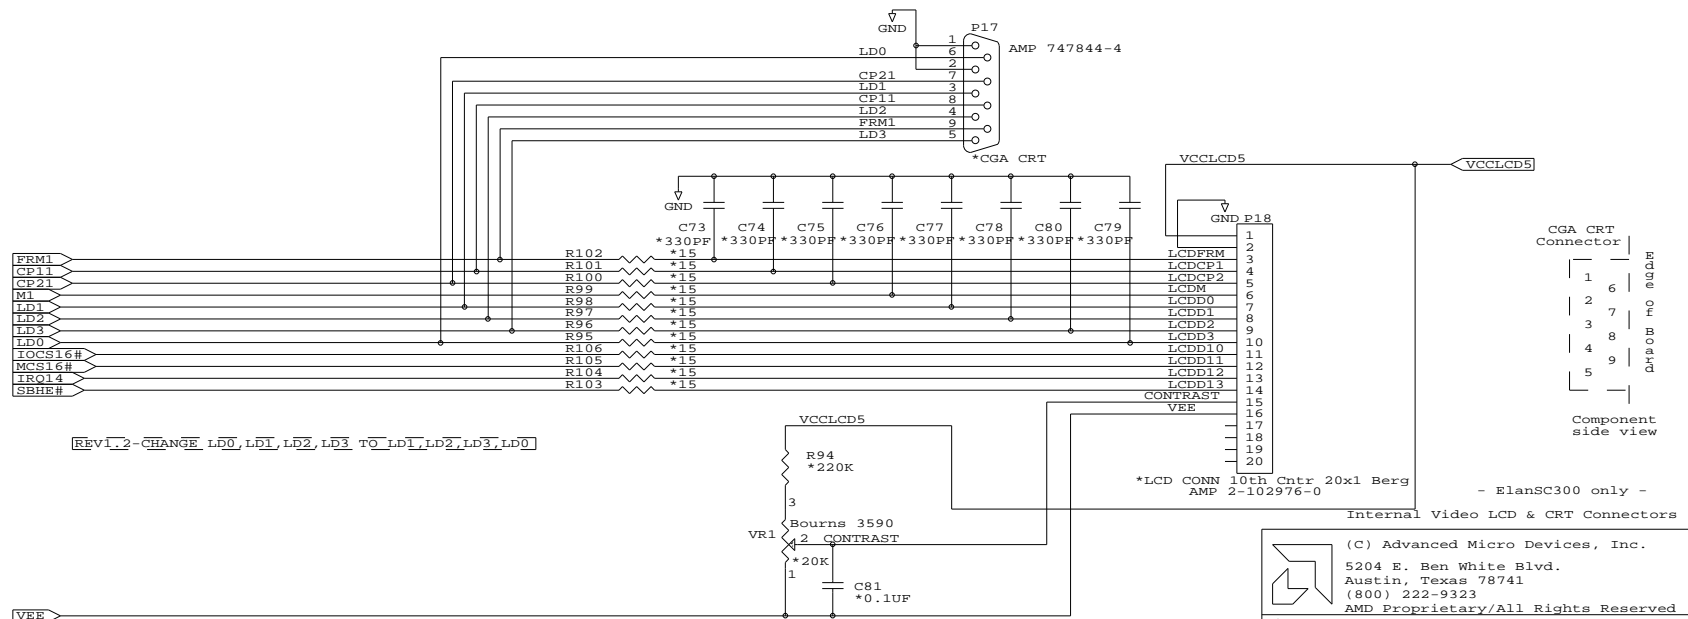 GND
P17
AMP 747844-4
1
LD0 6
2
CP21 7
LD1 3
CP11 8
LD2 4
FRM1 9
LD3 5
*CGA CRT
VCCLCD5
VCCLCD5
GND
C73 C74 C75 C76 C77 C78 C80 C79
*330PF *330PF *330PF *330PF *330PF *330PF *330PF *330PF
GND P18
1
2
FRM1 R102 *15 LCDFRM 3
CP11 R101 *15 LCDCP1 4
CP21 R100 *15 LCDCP2 5
M1 R99 *15 LCDM 6
LD1 R98 *15 LCDD0 7
LD2 R97 *15 LCDD1 8
LD3 R96 *15 LCDD2 9
LD0 R95 *15 LCDD3 10
IOCS16# R106 *15 LCDD10 11
MCS16# R105 *15 LCDD11 12
IRQ14 R104 *15 LCDD12 13
SBHE# R103 *15 LCDD13 14
CONTRAST 15
VEE 16
17
18
19
20
*LCD CONN 10th Cntr 20x1 Berg
AMP 2-102976-0
CGA CRT
Connector
1
6
2
7
3
8
4
9
5
Edge of Board
Component
side view
REV1.2-CHANGE LD0,LD1,LD2,LD3 TO LD1,LD2,LD3,LD0
VCCLCD5
R94
*220K
3
Bourns 3590
VR1
2 CONTRAST
*20K
1
C81
*0.1UF
VEE
- ElanSC300 only -
Internal Video LCD & CRT Connectors
(C) Advanced Micro Devices, Inc.
5204 E. Ben White Blvd.
Austin, Texas 78741
(800) 222-9323
AMD Proprietary/All Rights Reserved